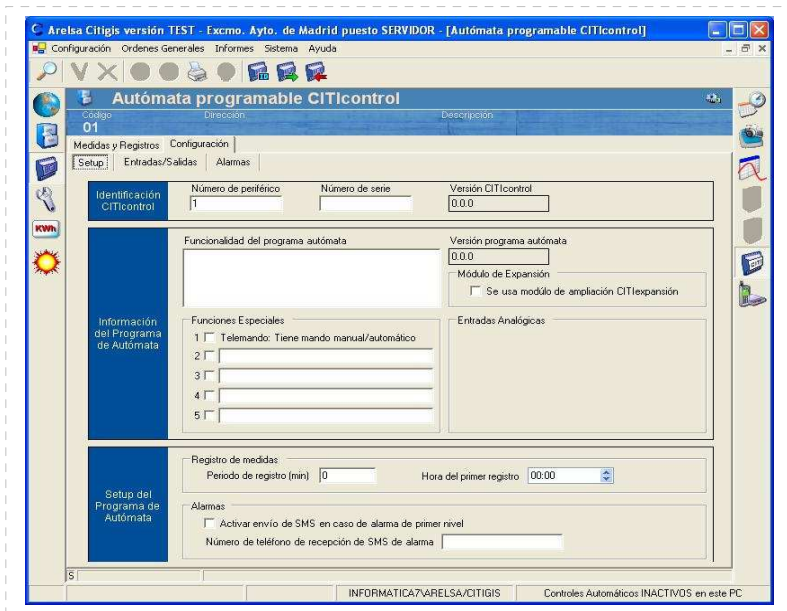 Arelsa Citigis versión TEST - Excmo. Ayto. de Madrid puesto SERVIDOR - [Autómata programable CITIcontrol]
Configuración Ordenes Generales Informes Sistema Ayuda
Autómata programable CITIcontrol
Código Dirección Descripción
01
Medidas y Registros Configuración
Setup Entradas/Salidas Alarmas
Identificación CITIcontrol
Número de periférico Número de serie Versión CITIcontrol
1 0.0.0
KWh
Información del Programa de Autómata
Funcionalidad del programa autómata Versión programa autómata
0.0.0
Módulo de Expansión
Se usa modúlo de ampliación CITIexpansión
Funciones Especiales Entradas Analógicas
1 Telemando: Tiene mando manual/automático
2
3
4
5
Setup del Programa de Autómata
Registro de medidas
Periodo de registro (min) 0 Hora del primer registro 00:00
Alarmas
Activar envío de SMS en caso de alarma de primer nivel
Número de teléfono de recepción de SMS de alarma
S
INFORMATICA7\ARELSA/CITIGIS Controles Automáticos INACTIVOS en este PC